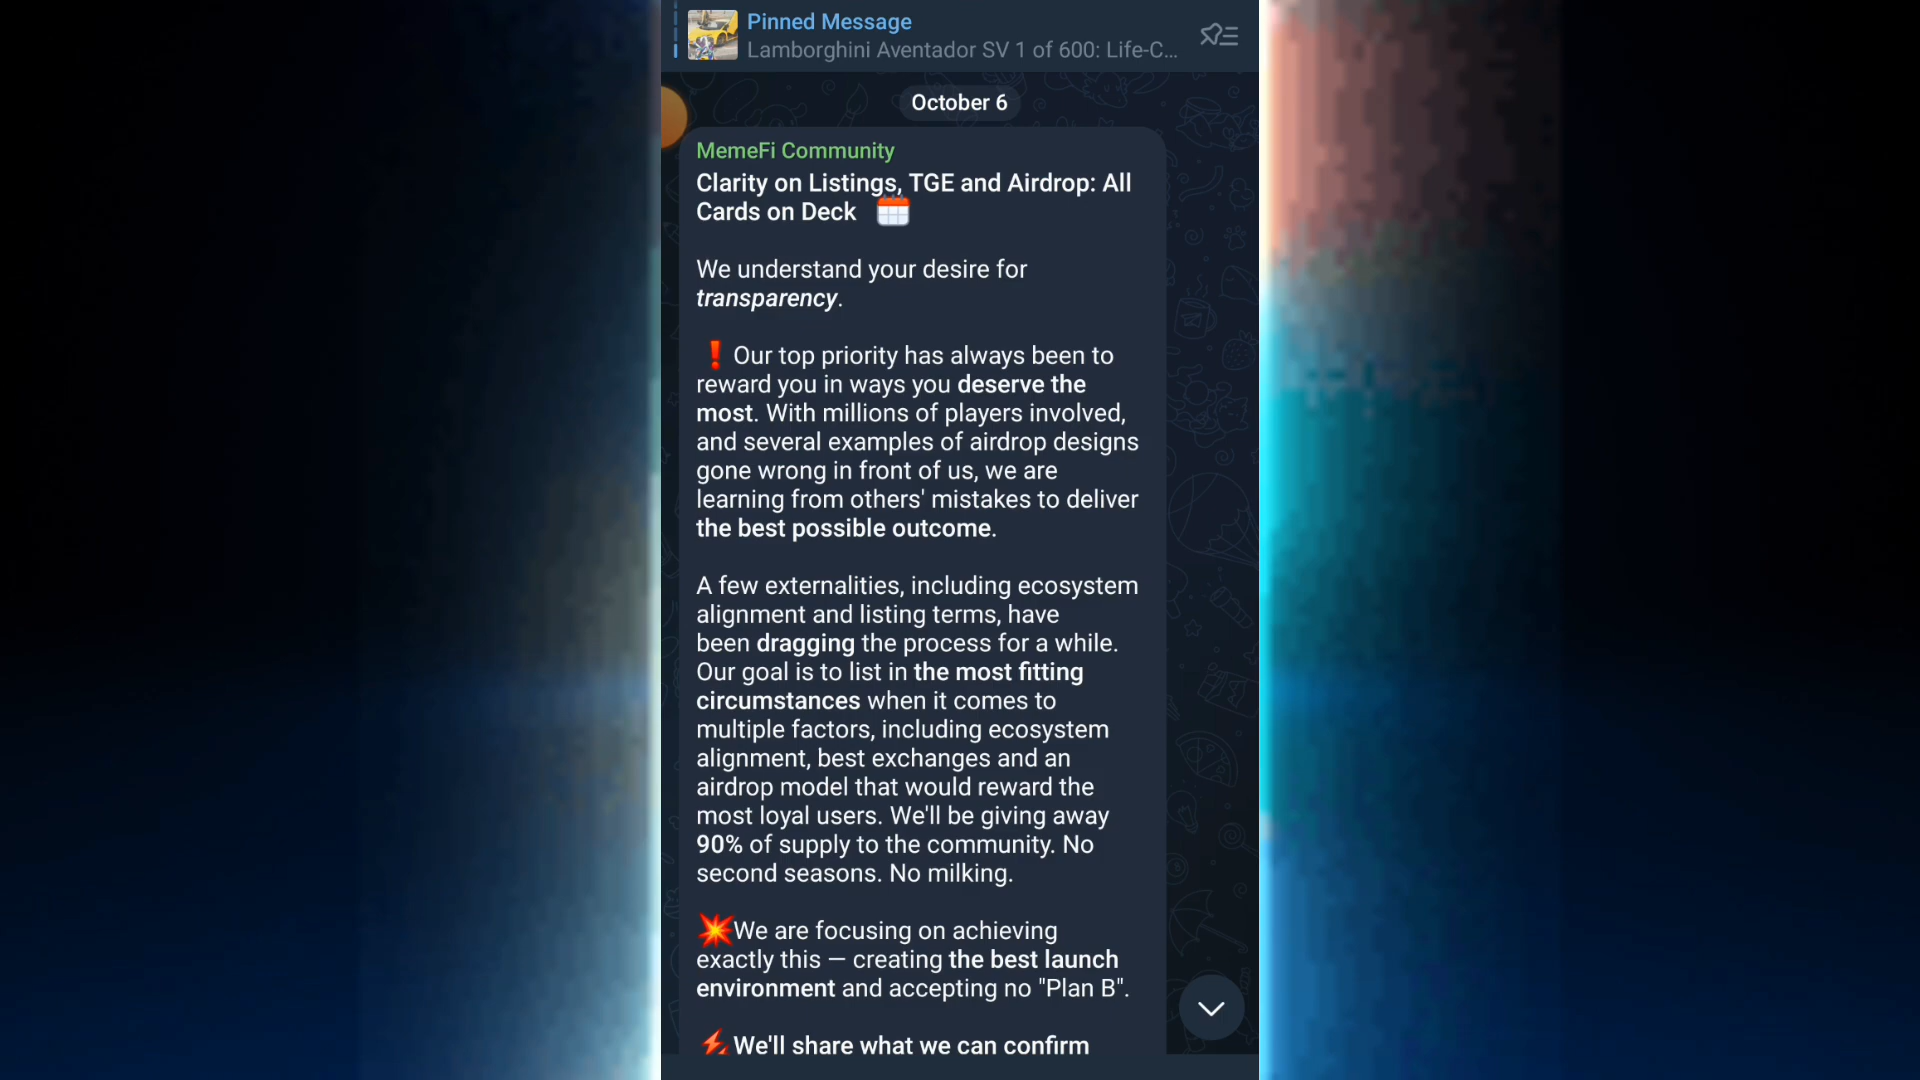 Pinned Message
Lamborghini Aventador SV 1 of 600: Life-C...
October 6
MemeFi Community
Clarity on Listings, TGE and Airdrop: All
Cards on Deck
We understand your desire for
transparency.
❗ Our top priority has always been to
reward you in ways you deserve the
most. With millions of players involved,
and several examples of airdrop designs
gone wrong in front of us, we are
learning from others' mistakes to deliver
the best possible outcome.
A few externalities, including ecosystem
alignment and listing terms, have
been dragging the process for a while.
Our goal is to list in the most fitting
circumstances when it comes to
multiple factors, including ecosystem
alignment, best exchanges and an
airdrop model that would reward the
most loyal users. We'll be giving away
90% of supply to the community. No
second seasons. No milking.
We are focusing on achieving
exactly this — creating the best launch
environment and accepting no "Plan B".
We'll share what we can confirm